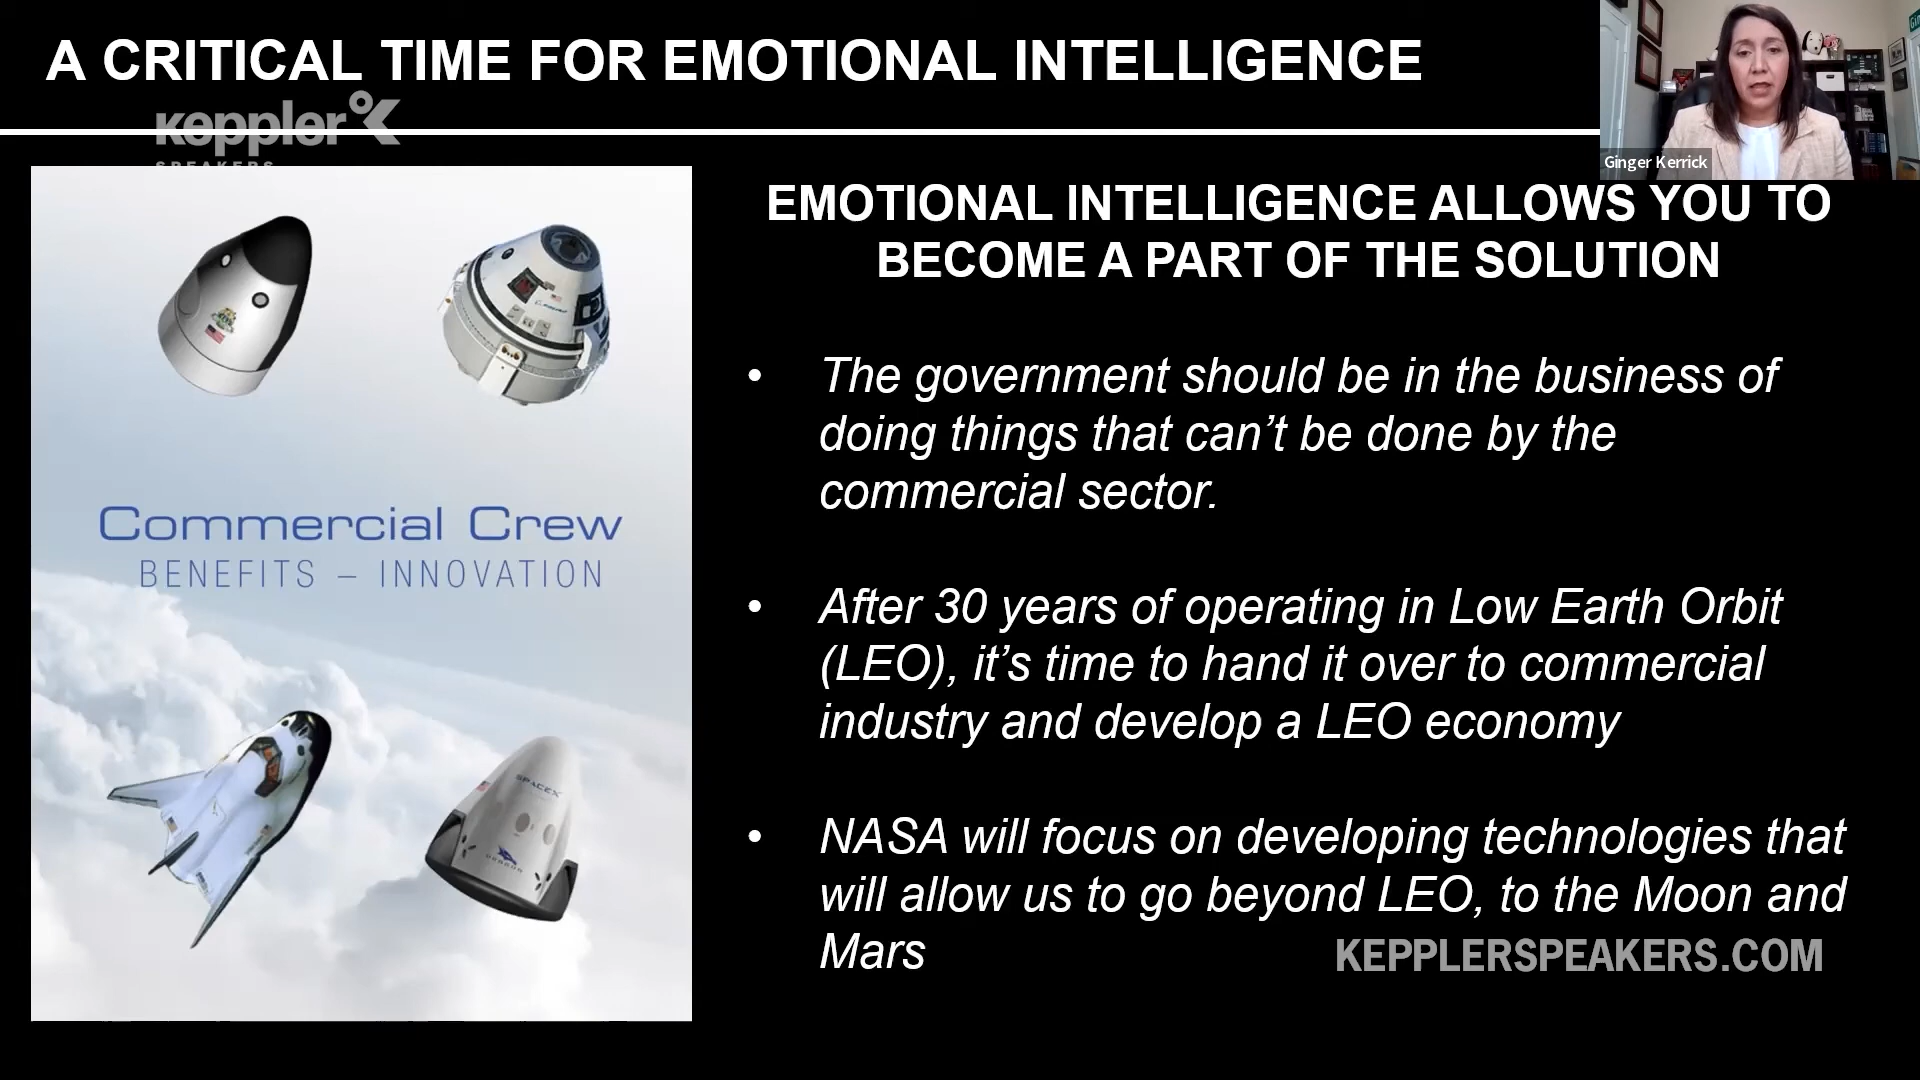 A CRITICAL TIME FOR EMOTIONAL INTELLIGENCE
Keppler
SPEAKERS
Ginger Kerrick
EMOTIONAL INTELLIGENCE ALLOWS YOU TO
BECOME A PART OF THE SOLUTION
• The government should be in the business of
doing things that can’t be done by the
commercial sector.
• After 30 years of operating in Low Earth Orbit
(LEO), it’s time to hand it over to commercial
industry and develop a LEO economy
• NASA will focus on developing technologies that
will allow us to go beyond LEO, to the Moon and
Mars
Commercial Crew
BENEFITS – INNOVATION
SPACEX
DRAGON
KEPPLERSPEAKERS.COM